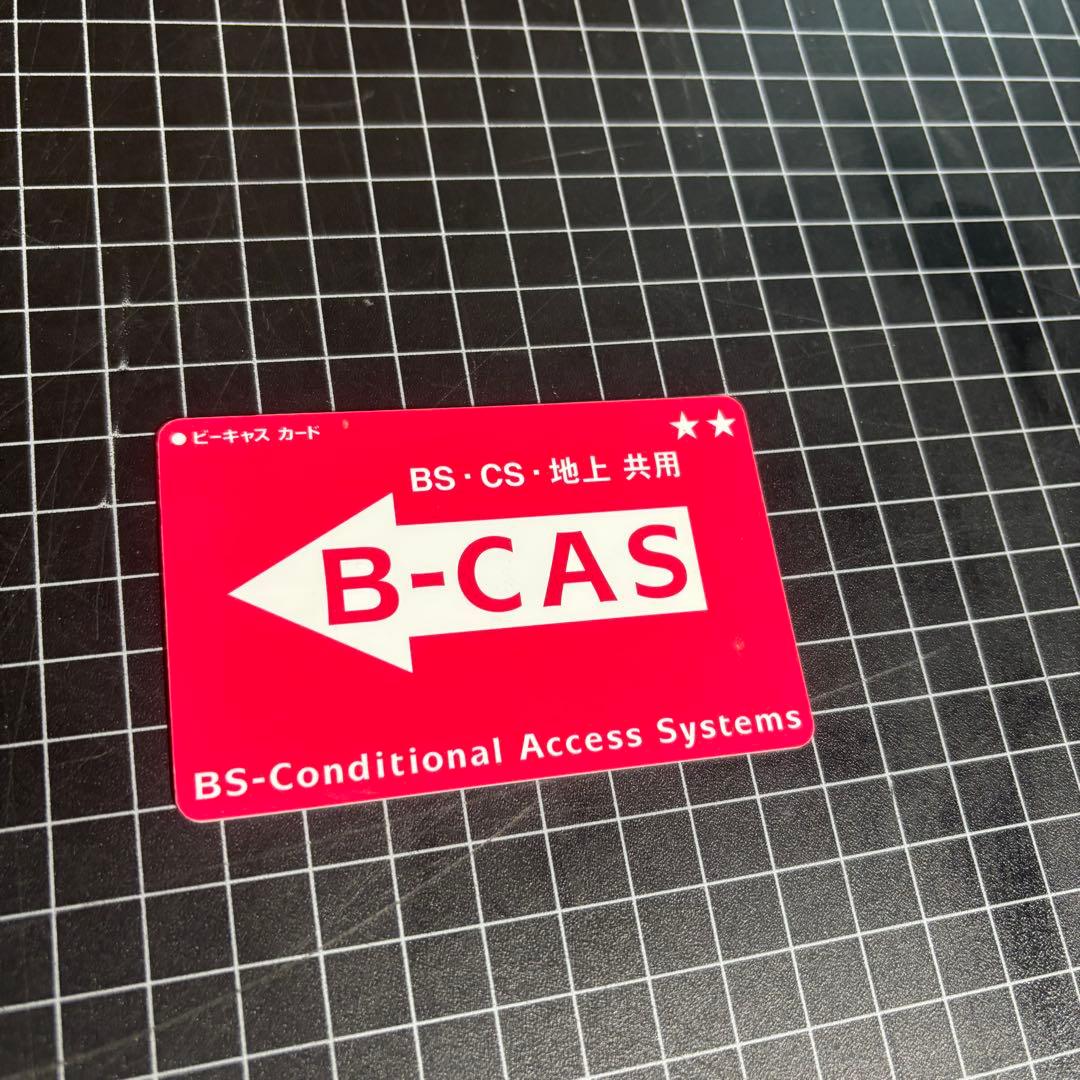 ●ビーキャス カード
★★
BS・CS・地上 共用
B-CAS
BS-Conditional Access Systems